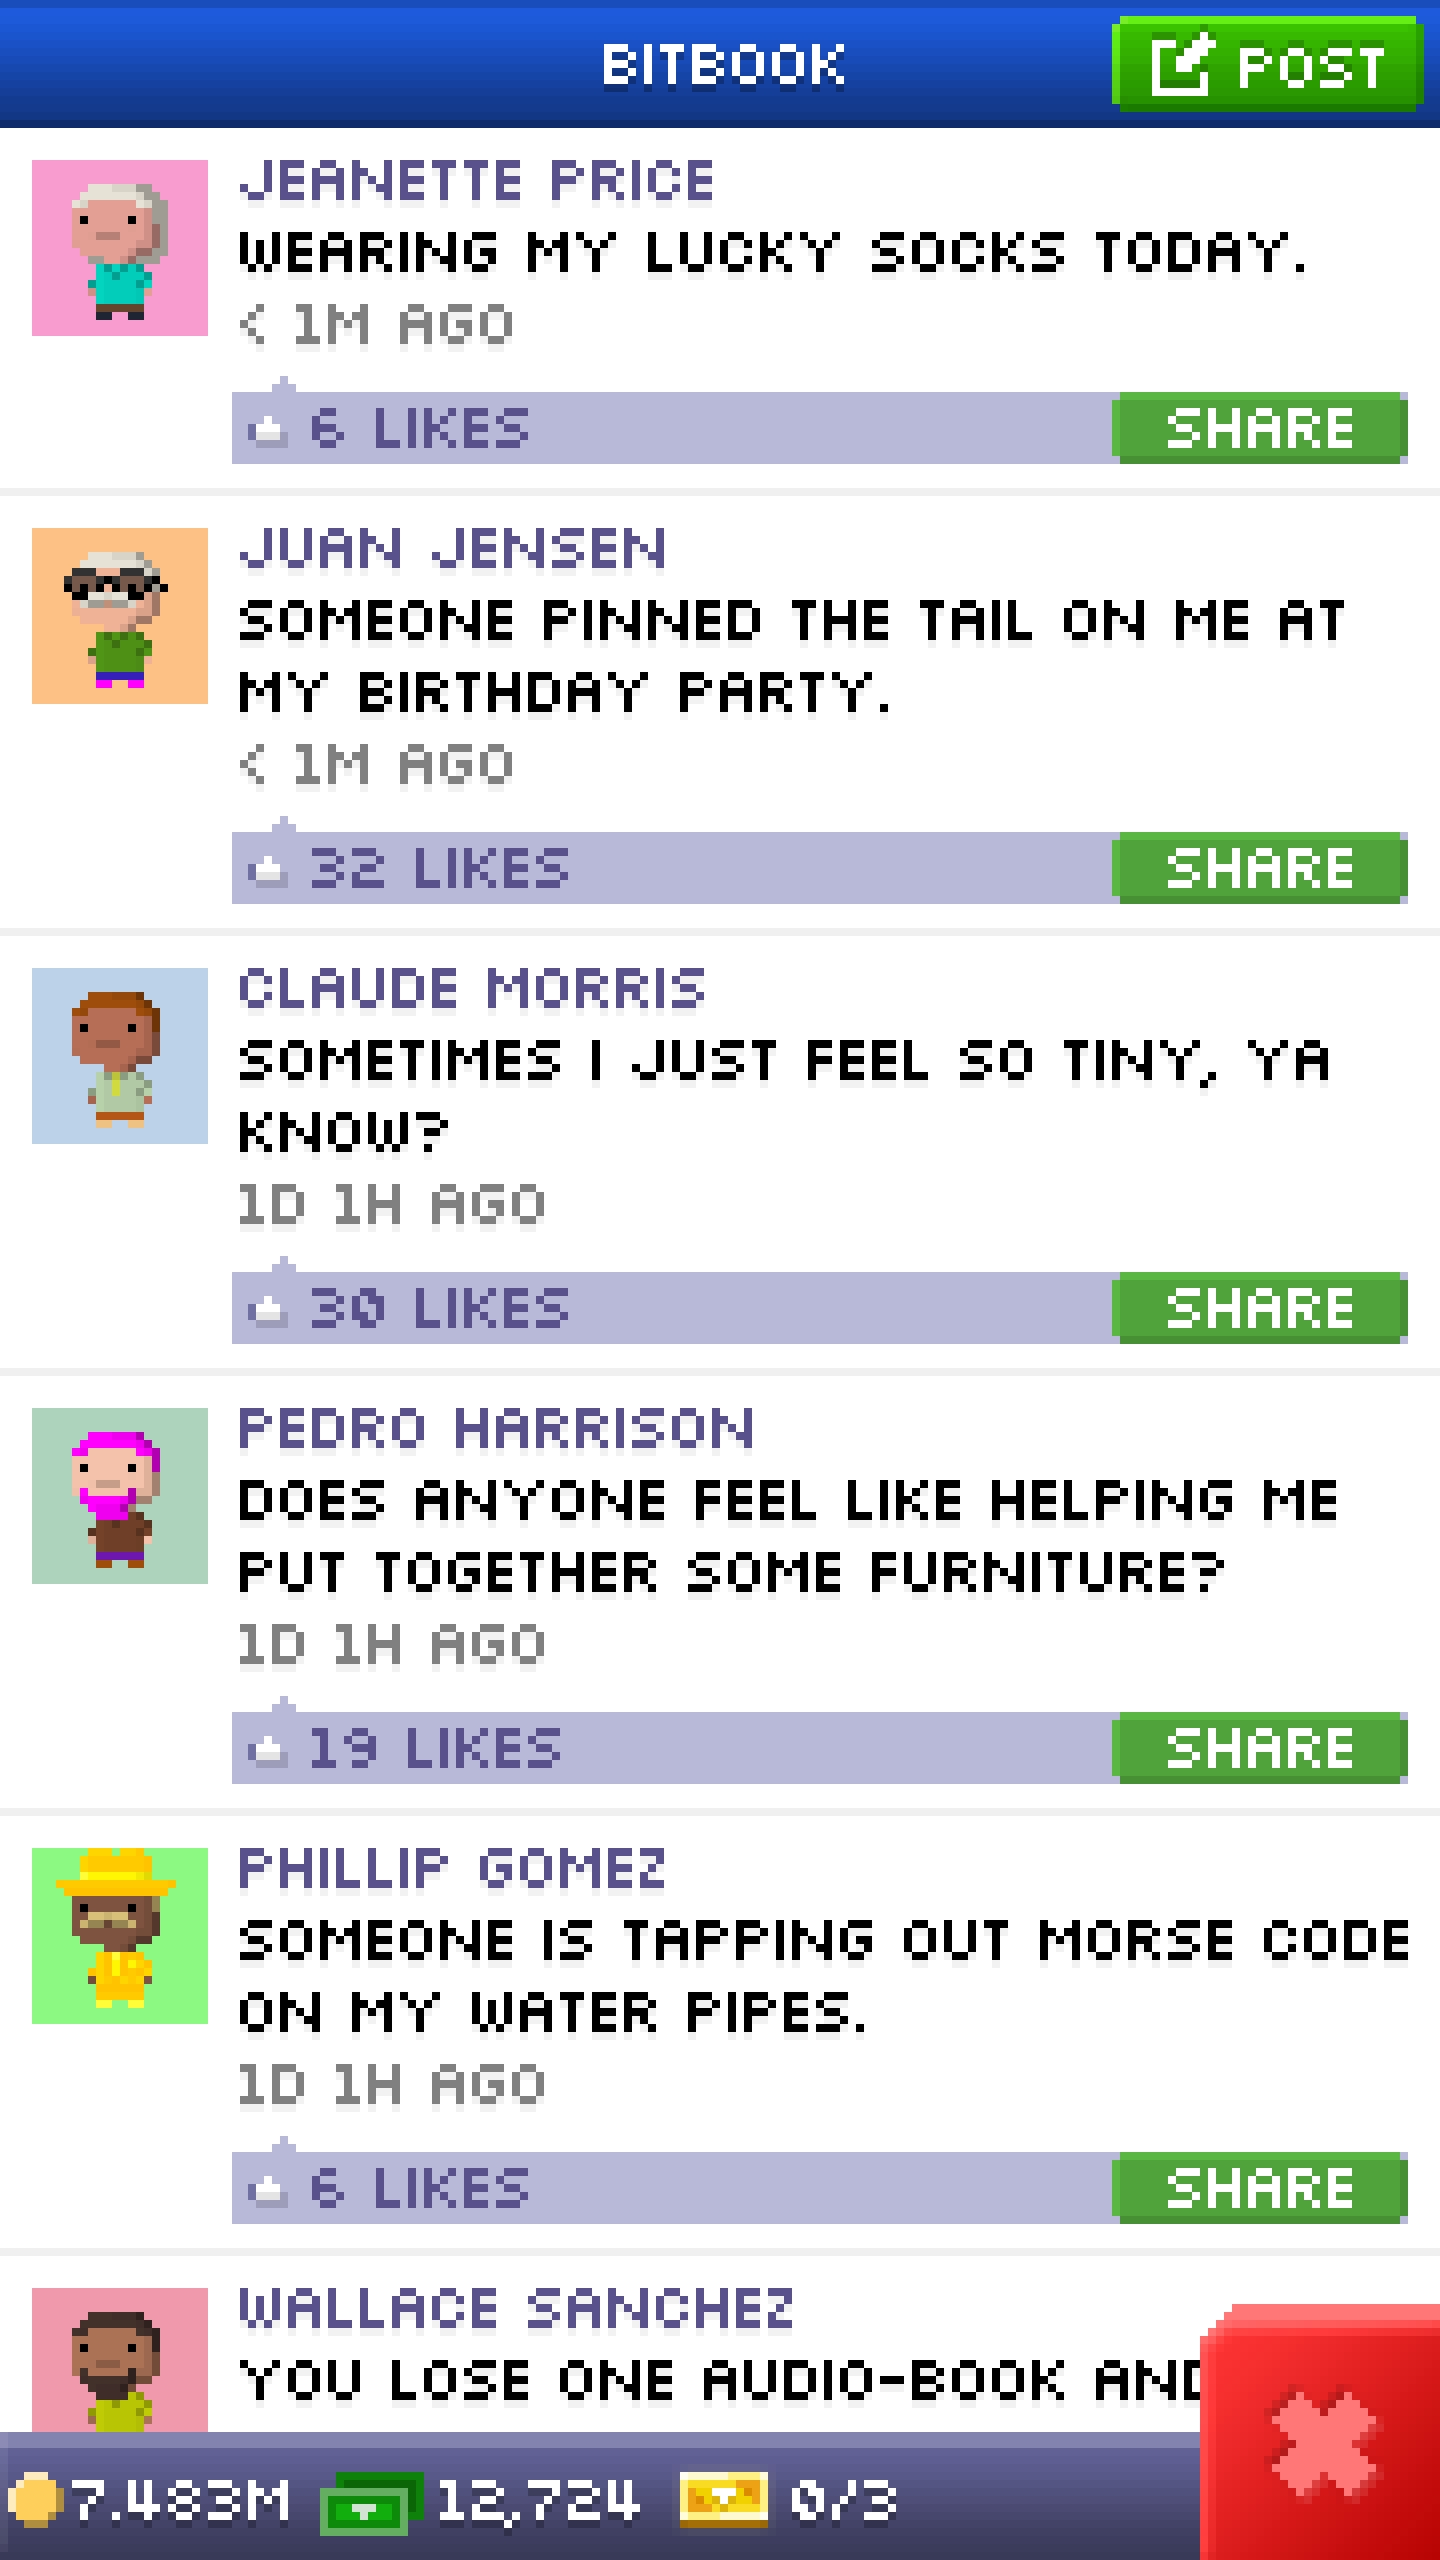 BITBOOK
POST
JEANETTE PRICE
WEARING MY LUCKY SOCKS TODAY.
< 1M AGO
6 LIKES
SHARE
JUAN JENSEN
SOMEONE PINNED THE TAIL ON ME AT
MY BIRTHDAY PARTY.
< 1M AGO
32 LIKES
SHARE
CLAUDE MORRIS
SOMETIMES I JUST FEEL SO TINY, YA
KNOW?
1D 1H AGO
30 LIKES
SHARE
PEDRO HARRISON
DOES ANYONE FEEL LIKE HELPING ME
PUT TOGETHER SOME FURNITURE?
1D 1H AGO
19 LIKES
SHARE
PHILLIP GOMEZ
SOMEONE IS TAPPING OUT MORSE CODE
ON MY WATER PIPES.
1D 1H AGO
6 LIKES
SHARE
WALLACE SANCHEZ
YOU LOSE ONE AUDIO-BOOK AND
7.483M 12,724 0/3